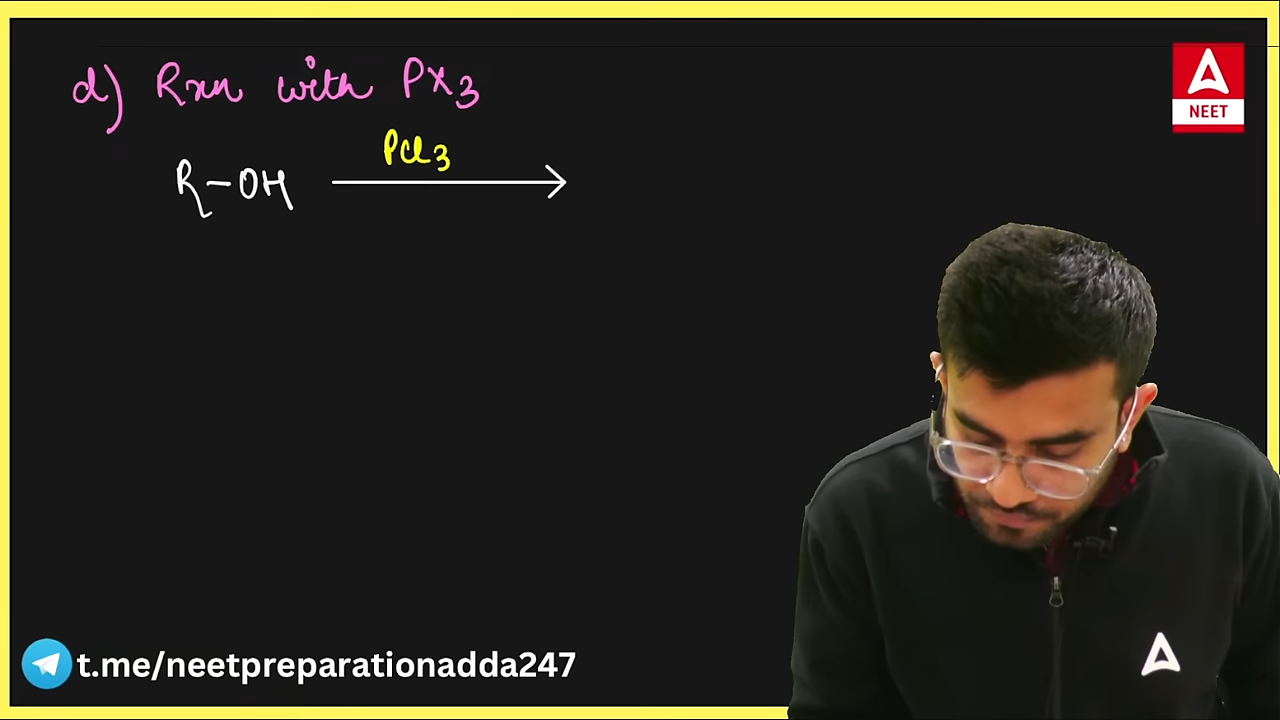 d) Rxn with PX3
PCl3
R-OH ⟶
NEET
t.me/neetpreparationadda247